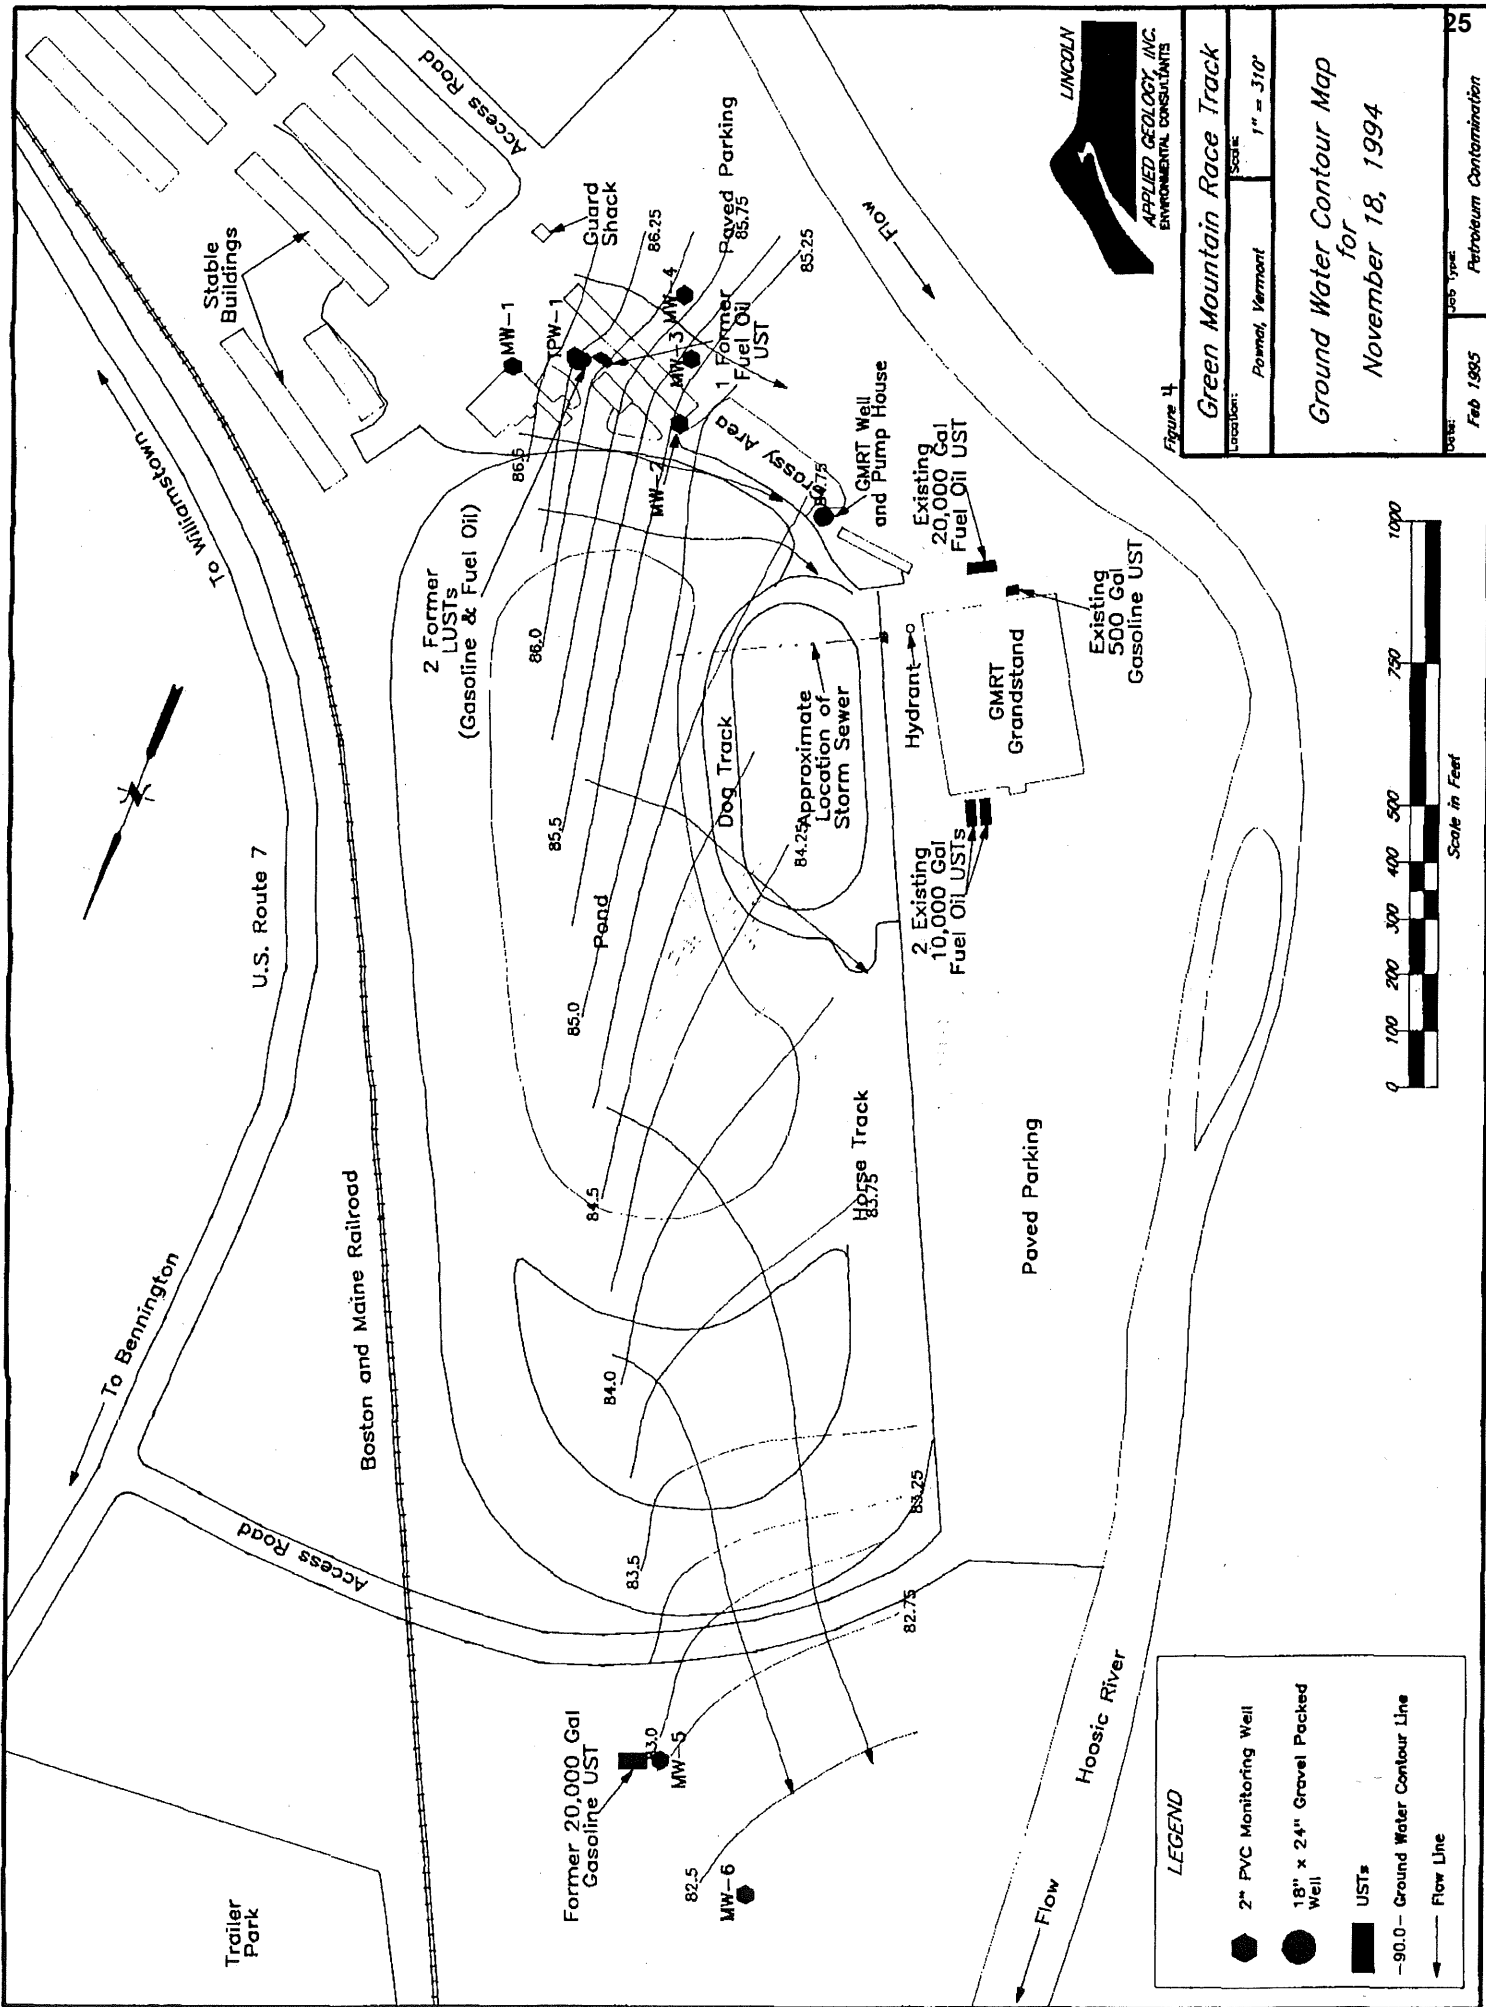 25
LINCOLN
APPLIED GEOLOGY, INC.
ENVIRONMENTAL CONSULTANTS
Figure 4
Green Mountain Race Track
Location:
Pownal, Vermont
Scale:
1" = 310'
Ground Water Contour Map
for
November 18, 1994
Date:
Feb 1995
Job Type:
Petroleum Contamination
Access Road
Stable
Buildings
Guard
Shack
To Williamstown
MW-1
TPW-1
MW-4
MW-3
MW-2
86.25
Paved Parking
85.75
85.25
1 Former
Fuel Oil
UST
Flow
86.5
Grassy Area
GMRT Well
and Pump House
Existing
20,000 Gal
Fuel Oil UST
2 Former
LUSTs
(Gasoline & Fuel Oil)
86.0
Existing
500 Gal
Gasoline UST
Hydrant
GMRT
Grandstand
Dog Track
Approximate
Location of
Storm Sewer
84.25
85.5
2 Existing
10,000 Gal
Fuel Oil USTs
U.S. Route 7
Pond
85.0
To Bennington
Boston and Maine Railroad
84.5
Horse Track
83.75
Paved Parking
84.0
83.25
83.5
Access Road
82.75
Former 20,000 Gal
Gasoline UST
83.0
MW-5
82.5
MW-6
Hoosic River
Flow
Trailer
Park
0 100 200 300 400 500 750 1000
Scale in Feet
LEGEND
2" PVC Monitoring Well
18" x 24" Gravel Packed
Well
USTs
-90.0- Ground Water Contour Line
Flow Line